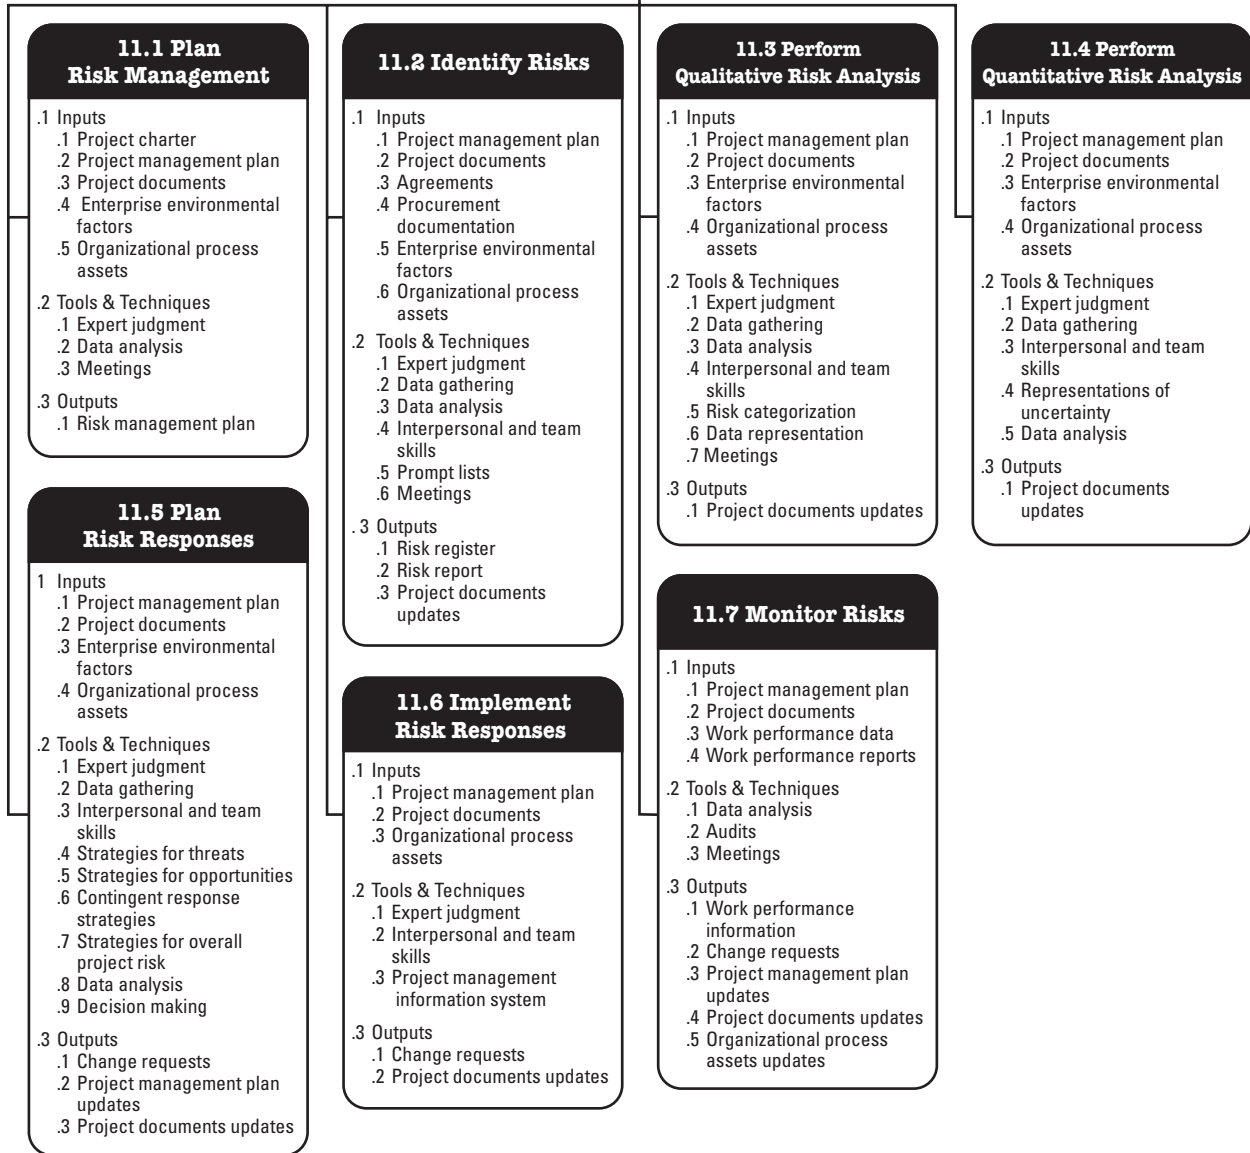 11.1 Plan
Risk Management
.1 Inputs
.1 Project charter
.2 Project management plan
.3 Project documents
.4 Enterprise environmental
factors
.5 Organizational process
assets
.2 Tools & Techniques
.1 Expert judgment
.2 Data analysis
.3 Meetings
.3 Outputs
.1 Risk management plan
11.2 Identify Risks
.1 Inputs
.1 Project management plan
.2 Project documents
.3 Agreements
.4 Procurement
documentation
.5 Enterprise environmental
factors
.6 Organizational process
assets
.2 Tools & Techniques
.1 Expert judgment
.2 Data gathering
.3 Data analysis
.4 Interpersonal and team
skills
.5 Prompt lists
.6 Meetings
. 3 Outputs
.1 Risk register
.2 Risk report
.3 Project documents
updates
11.3 Perform
Qualitative Risk Analysis
.1 Inputs
.1 Project management plan
.2 Project documents
.3 Enterprise environmental
factors
.4 Organizational process
assets
.2 Tools & Techniques
.1 Expert judgment
.2 Data gathering
.3 Data analysis
.4 Interpersonal and team
skills
.5 Risk categorization
.6 Data representation
.7 Meetings
.3 Outputs
.1 Project documents updates
11.4 Perform
Quantitative Risk Analysis
.1 Inputs
.1 Project management plan
.2 Project documents
.3 Enterprise environmental
factors
.4 Organizational process
assets
.2 Tools & Techniques
.1 Expert judgment
.2 Data gathering
.3 Interpersonal and team
skills
.4 Representations of
uncertainty
.5 Data analysis
.3 Outputs
.1 Project documents
updates
11.5 Plan
Risk Responses
1 Inputs
.1 Project management plan
.2 Project documents
.3 Enterprise environmental
factors
.4 Organizational process
assets
.2 Tools & Techniques
.1 Expert judgment
.2 Data gathering
.3 Interpersonal and team
skills
.4 Strategies for threats
.5 Strategies for opportunities
.6 Contingent response
strategies
.7 Strategies for overall
project risk
.8 Data analysis
.9 Decision making
.3 Outputs
.1 Change requests
.2 Project management plan
updates
.3 Project documents updates
11.6 Implement
Risk Responses
.1 Inputs
.1 Project management plan
.2 Project documents
.3 Organizational process
assets
.2 Tools & Techniques
.1 Expert judgment
.2 Interpersonal and team
skills
.3 Project management
information system
.3 Outputs
.1 Change requests
.2 Project documents updates
11.7 Monitor Risks
.1 Inputs
.1 Project management plan
.2 Project documents
.3 Work performance data
.4 Work performance reports
.2 Tools & Techniques
.1 Data analysis
.2 Audits
.3 Meetings
.3 Outputs
.1 Work performance
information
.2 Change requests
.3 Project management plan
updates
.4 Project documents updates
.5 Organizational process
assets updates